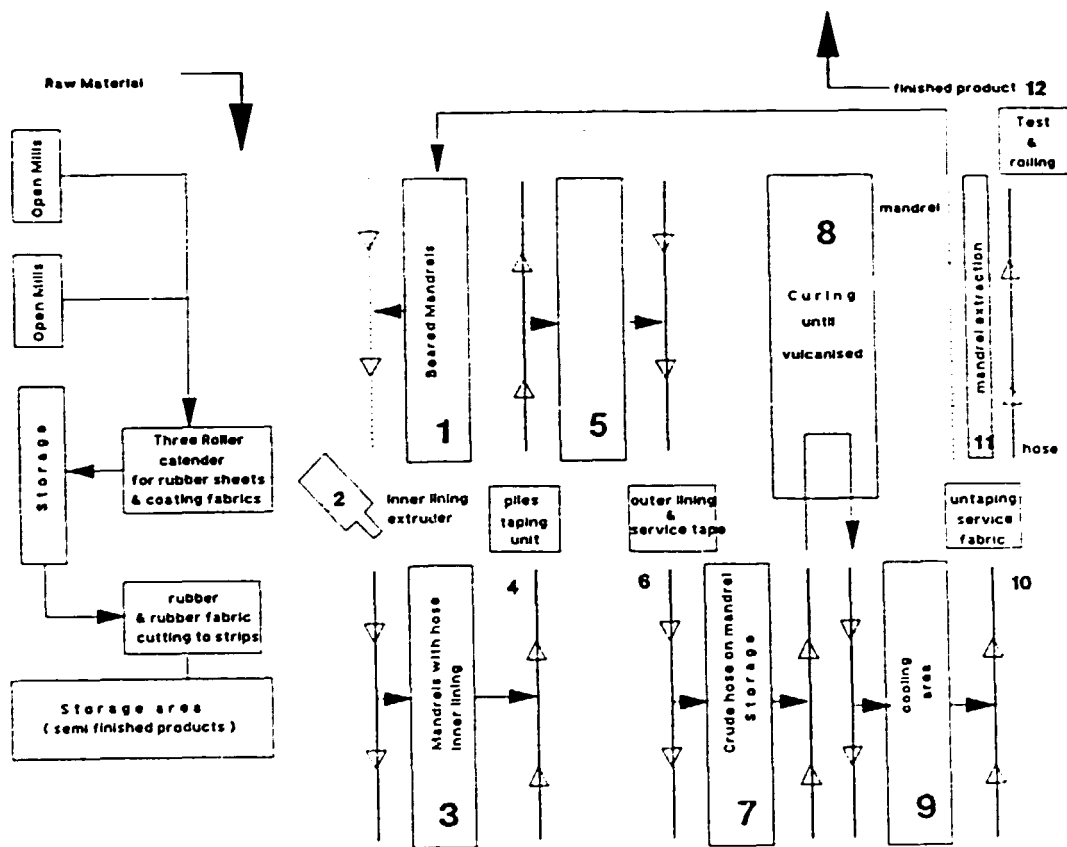 Raw Material
Open Mills
Open Mills
Storage
Three Roller
calender
for rubber sheets
& coating fabrics
rubber
& rubber fabric
cutting to strips
Storage area
( semi finished products )
finished product 12
Test
&
roiling
Beared Mandrels
1
5
8
Curing
until
vulcanised
mandrel
mandrel extraction
11
hose
2
inner lining
extruder
plies
taping
unit
outer lining
&
service tape
untaping
service
fabric
4
6
10
Mandrels with hose
inner lining
3
Crude hose on mandrel
Storage
7
cooling
area
9